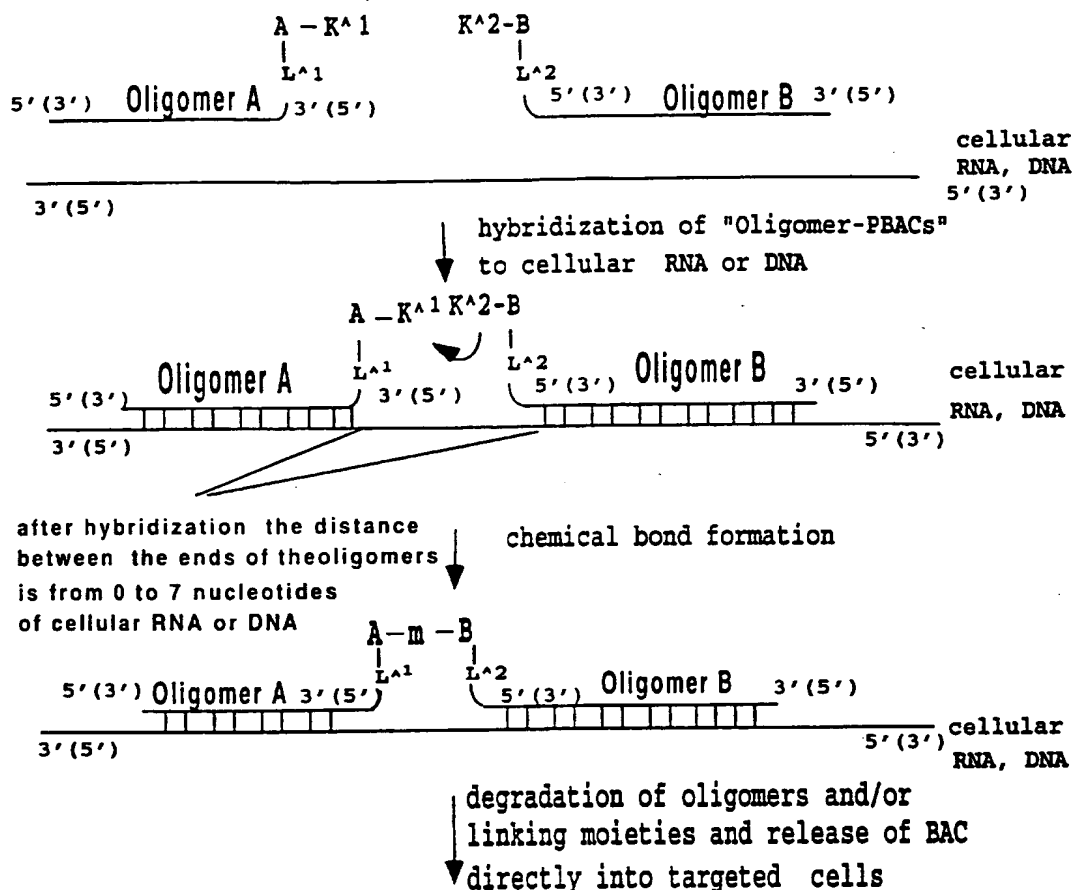 A – K^1 K^2-B
L^1 L^2
5'(3') Oligomer A 3'(5') 5'(3') Oligomer B 3'(5')
cellular
RNA, DNA
3'(5') 5'(3')
hybridization of "Oligomer-PBACs"
to cellular RNA or DNA
A – K^1 K^2-B
L^1 L^2
5'(3') Oligomer A 3'(5') 5'(3') Oligomer B 3'(5')
cellular
RNA, DNA
3'(5') 5'(3')
after hybridization the distance
between the ends of theoligomers
is from 0 to 7 nucleotides
of cellular RNA or DNA
chemical bond formation
A–m –B
L^1 L^2
5'(3') Oligomer A 3'(5') 5'(3') Oligomer B 3'(5')
3'(5') 5'(3') cellular
RNA, DNA
degradation of oligomers and/or
linking moieties and release of BAC
directly into targeted cells